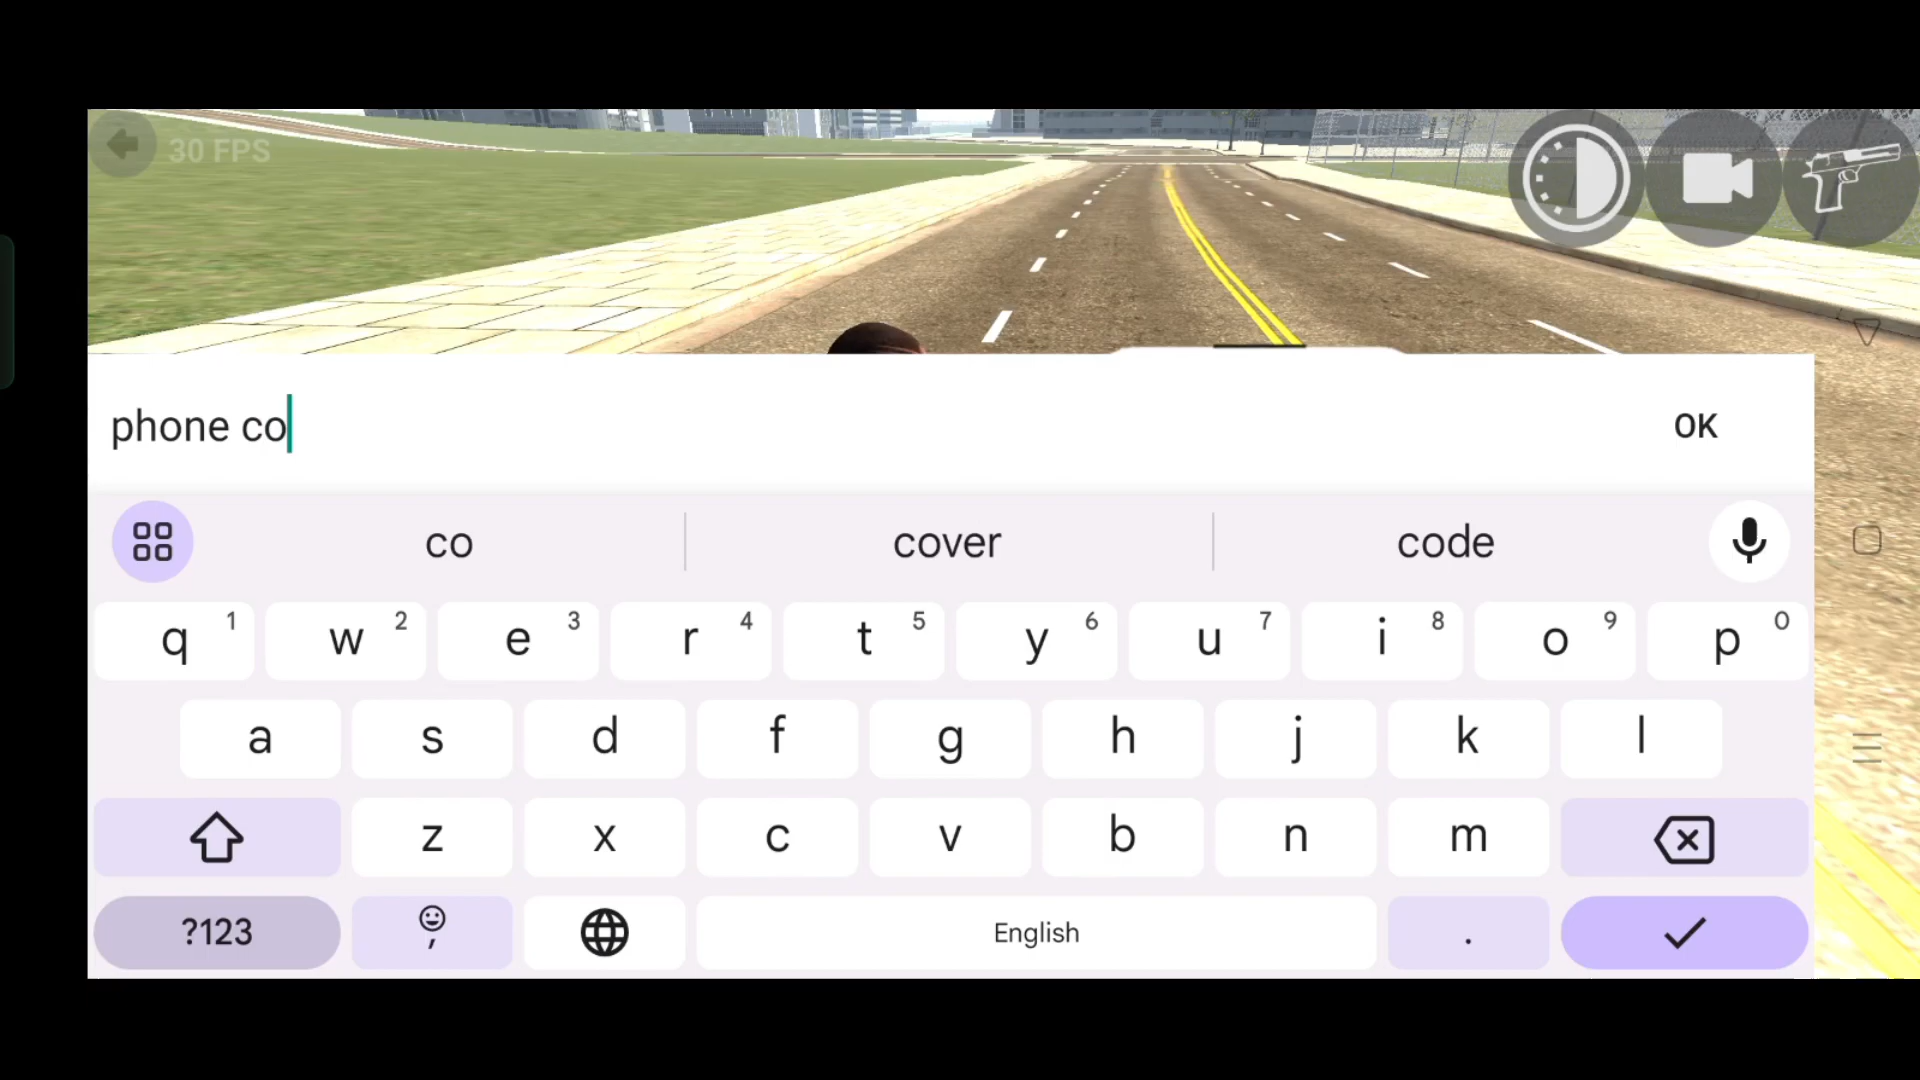 30 FPS
phone co OK
co cover code
q 1 w 2 e 3 r 4 t 5 y 6 u 7 i 8 o 9 p 0
a s d f g h j k l
z x c v b n m
?123 , English .